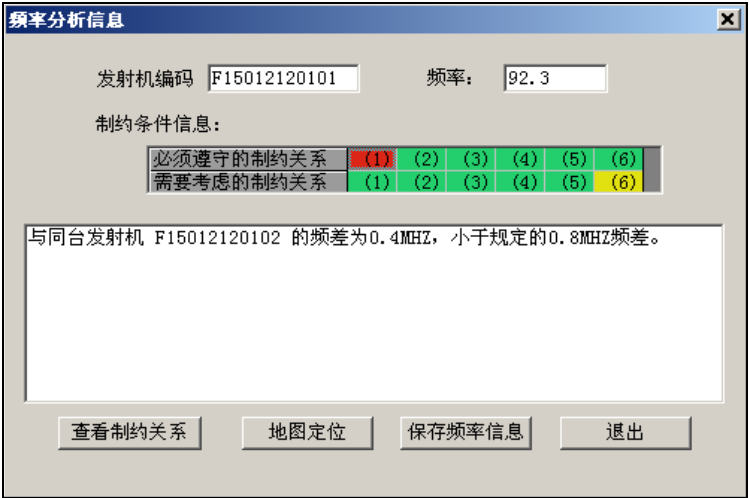 频率分析信息
发射机编码 F15012120101 频率: 92.3
制约条件信息:
必须遵守的制约关系 (1) (2) (3) (4) (5) (6)
需要考虑的制约关系 (1) (2) (3) (4) (5) (6)
与同台发射机 F15012120102 的频差为0.4MHZ，小于规定的0.8MHZ频差。
查看制约关系 地图定位 保存频率信息 退出